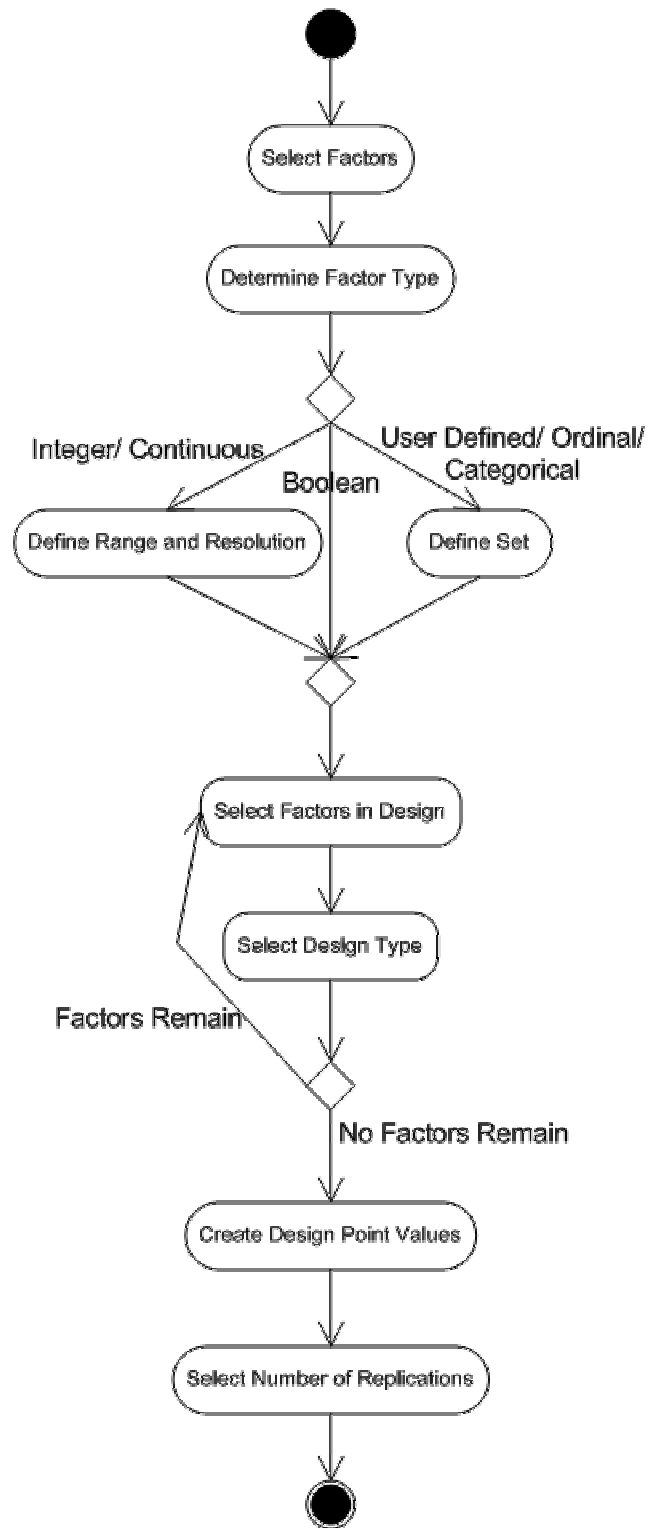 Select Factors
Determine Factor Type
Integer/ Continuous
User Defined/ Ordinal/
Categorical
Boolean
Define Range and Resolution
Define Set
Select Factors in Design
Select Design Type
Factors Remain
No Factors Remain
Create Design Point Values
Select Number of Replications